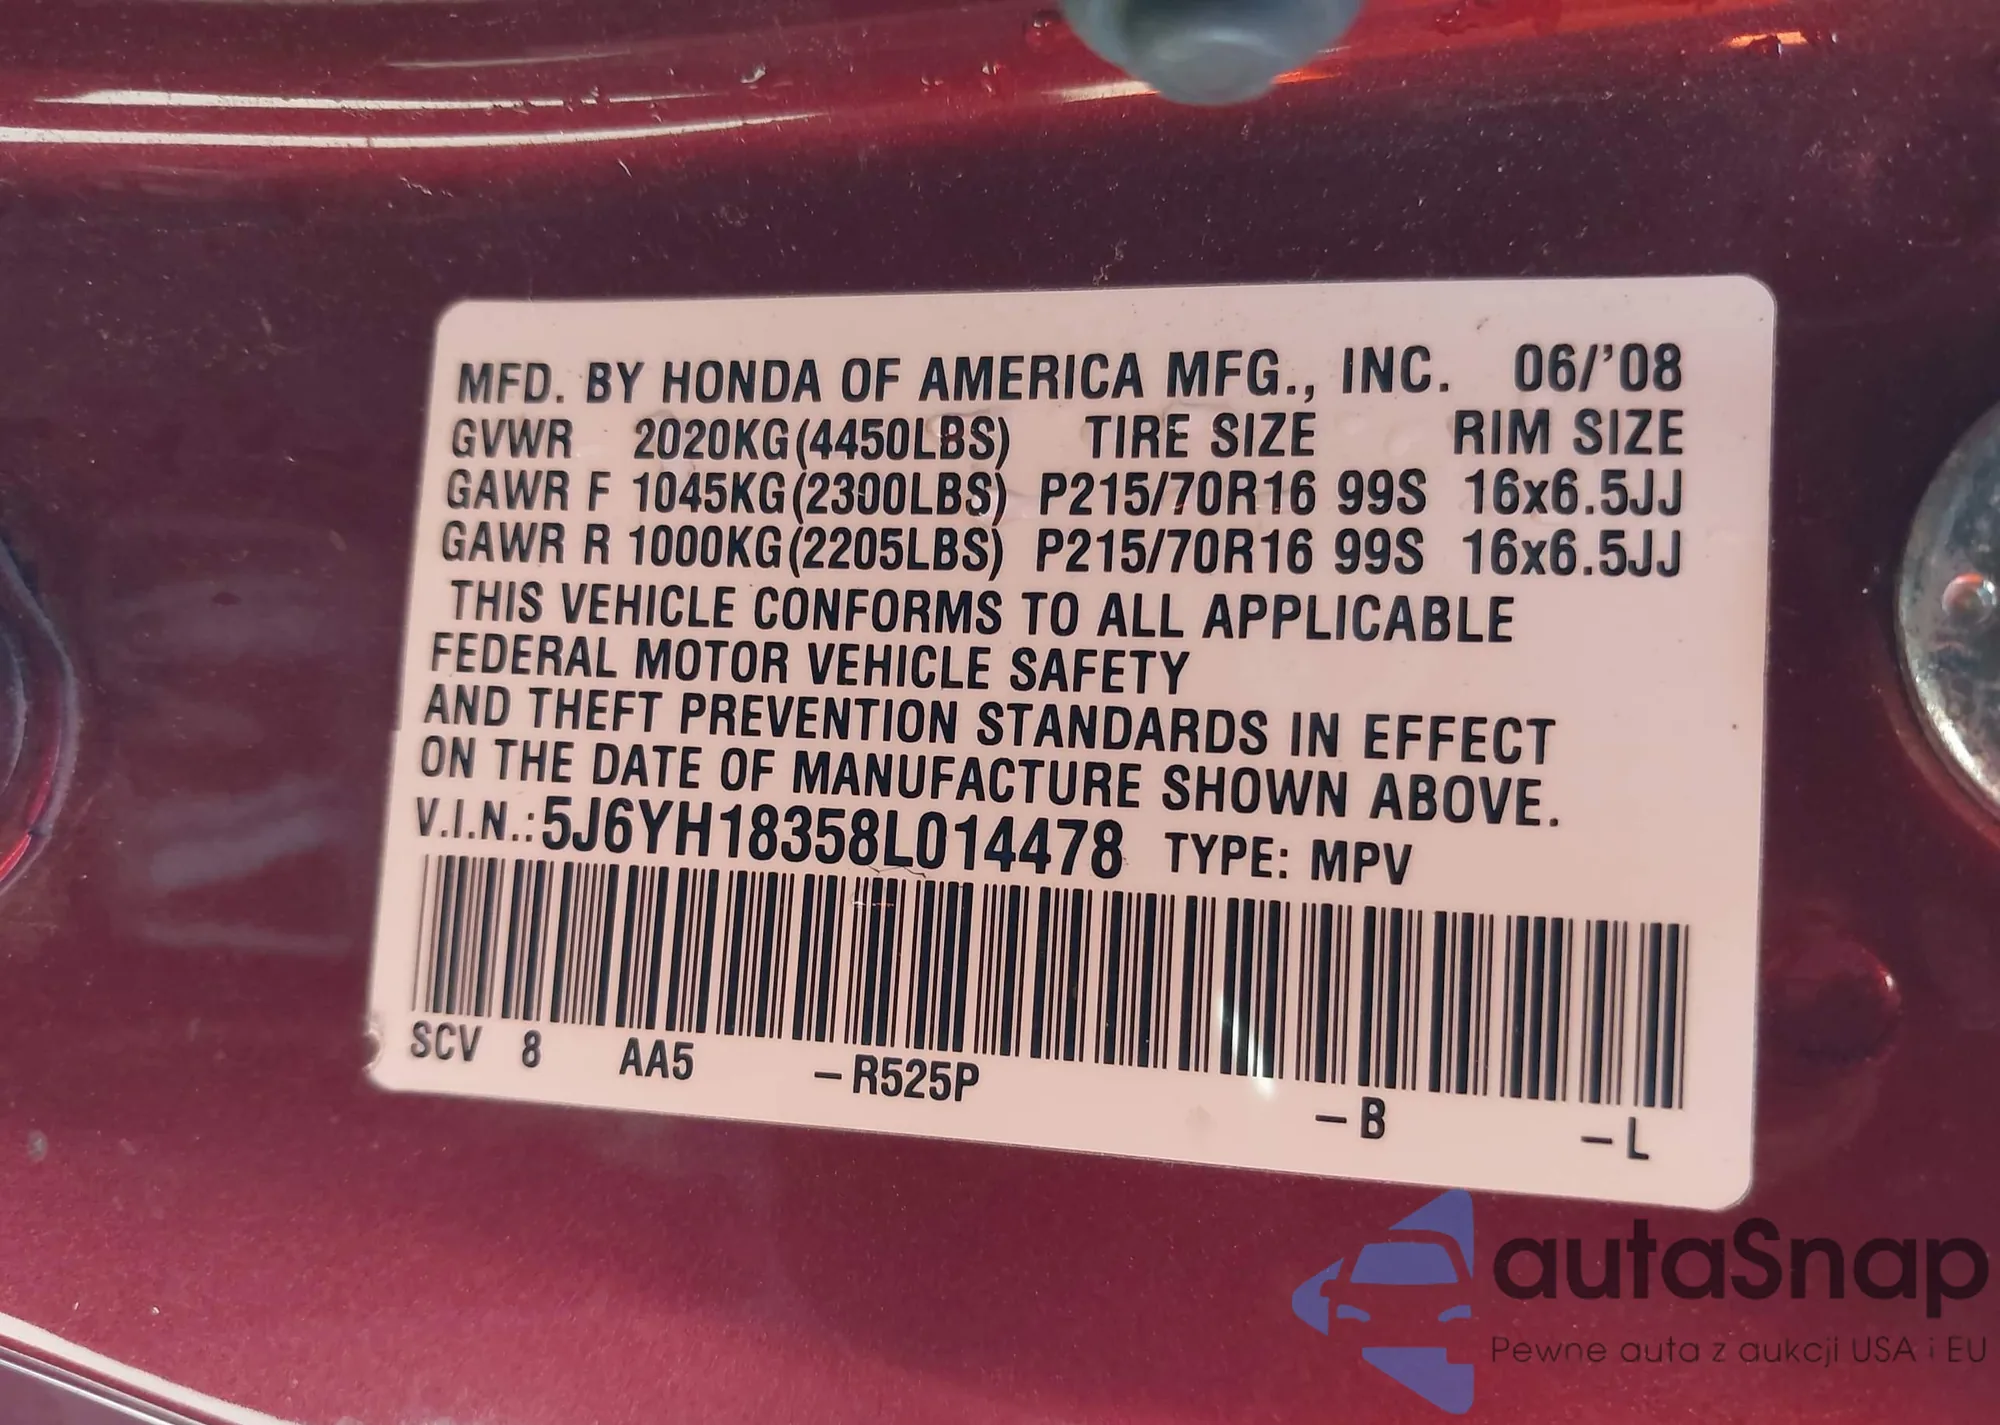 MFD. BY HONDA OF AMERICA MFG., INC. 06/'08
GVWR 2020KG(4450LBS) TIRE SIZE RIM SIZE
GAWR F 1045KG(2300LBS) P215/70R16 99S 16x6.5JJ
GAWR R 1000KG(2205LBS) P215/70R16 99S 16x6.5JJ
THIS VEHICLE CONFORMS TO ALL APPLICABLE
FEDERAL MOTOR VEHICLE SAFETY
AND THEFT PREVENTION STANDARDS IN EFFECT
ON THE DATE OF MANUFACTURE SHOWN ABOVE.
V.I.N.: 5J6YH18358L014478 TYPE: MPV
SCV 8 AA5 –R525P –B –L
autaSnap
Pewne auta z aukcji USA i EU